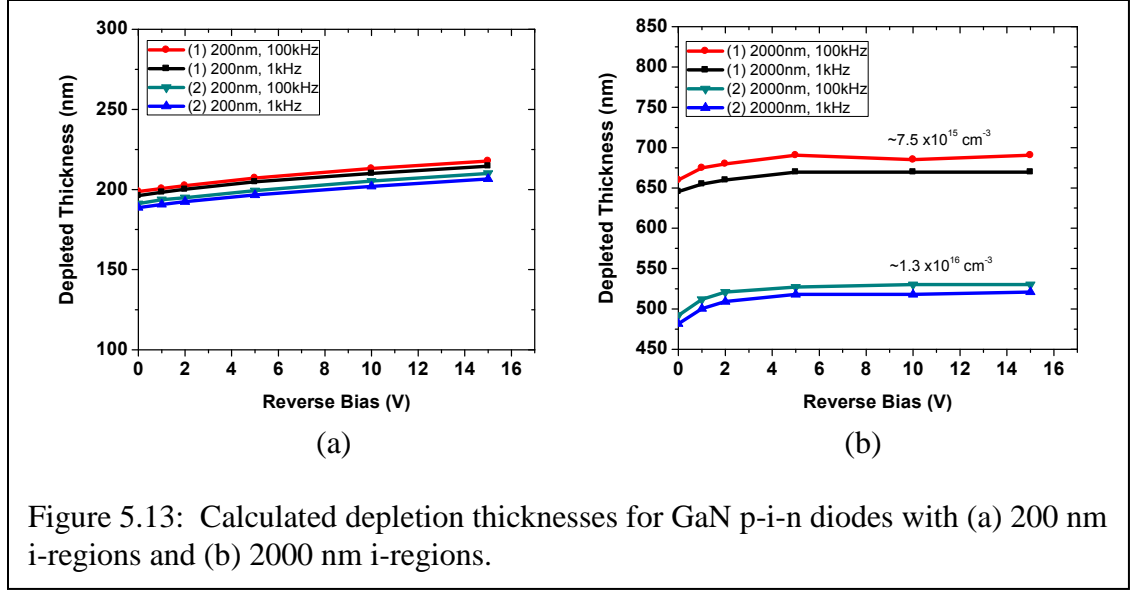 300
250
200
150
100
Depleted Thickness (nm)
(1) 200nm, 100kHz
(1) 200nm, 1kHz
(2) 200nm, 100kHz
(2) 200nm, 1kHz
0 2 4 6 8 10 12 14 16
Reverse Bias (V)
(a)
850
800
750
700
650
600
550
500
450
Depleted Thickness (nm)
(1) 2000nm, 100kHz
(1) 2000nm, 1kHz
(2) 2000nm, 100kHz
(2) 2000nm, 1kHz
~7.5 x10¹⁵ cm⁻³
~1.3 x10¹⁶ cm⁻³
0 2 4 6 8 10 12 14 16
Reverse Bias (V)
(b)
Figure 5.13: Calculated depletion thicknesses for GaN p-i-n diodes with (a) 200 nm
i-regions and (b) 2000 nm i-regions.